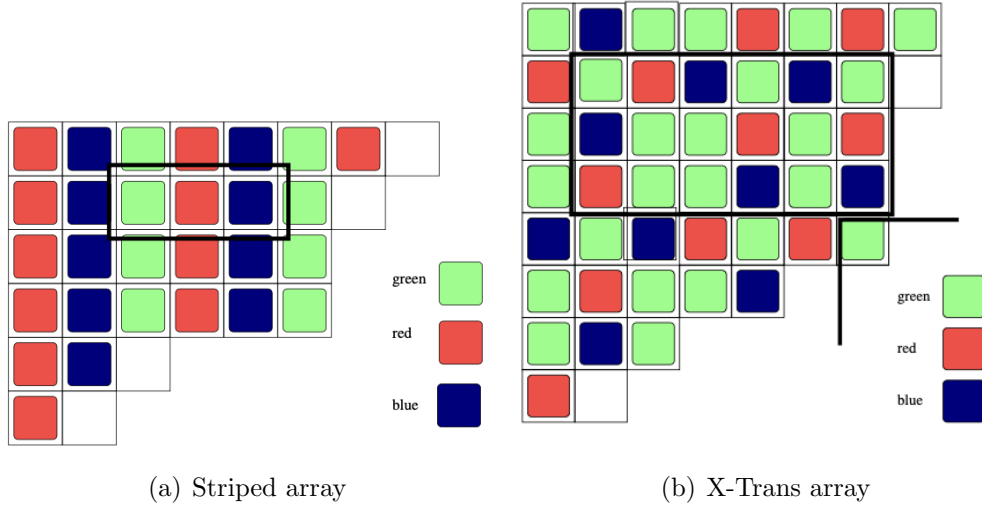 green
red
blue
(a) Striped array
green
red
blue
(b) X-Trans array